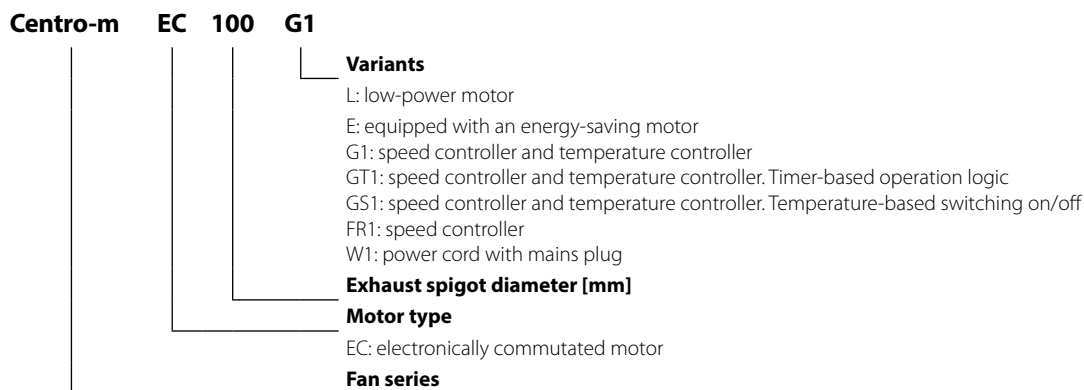 Centro-m EC 100 G1
Variants
L: low-power motor
E: equipped with an energy-saving motor
G1: speed controller and temperature controller
GT1: speed controller and temperature controller. Timer-based operation logic
GS1: speed controller and temperature controller. Temperature-based switching on/off
FR1: speed controller
W1: power cord with mains plug
Exhaust spigot diameter [mm]
Motor type
EC: electronically commutated motor
Fan series